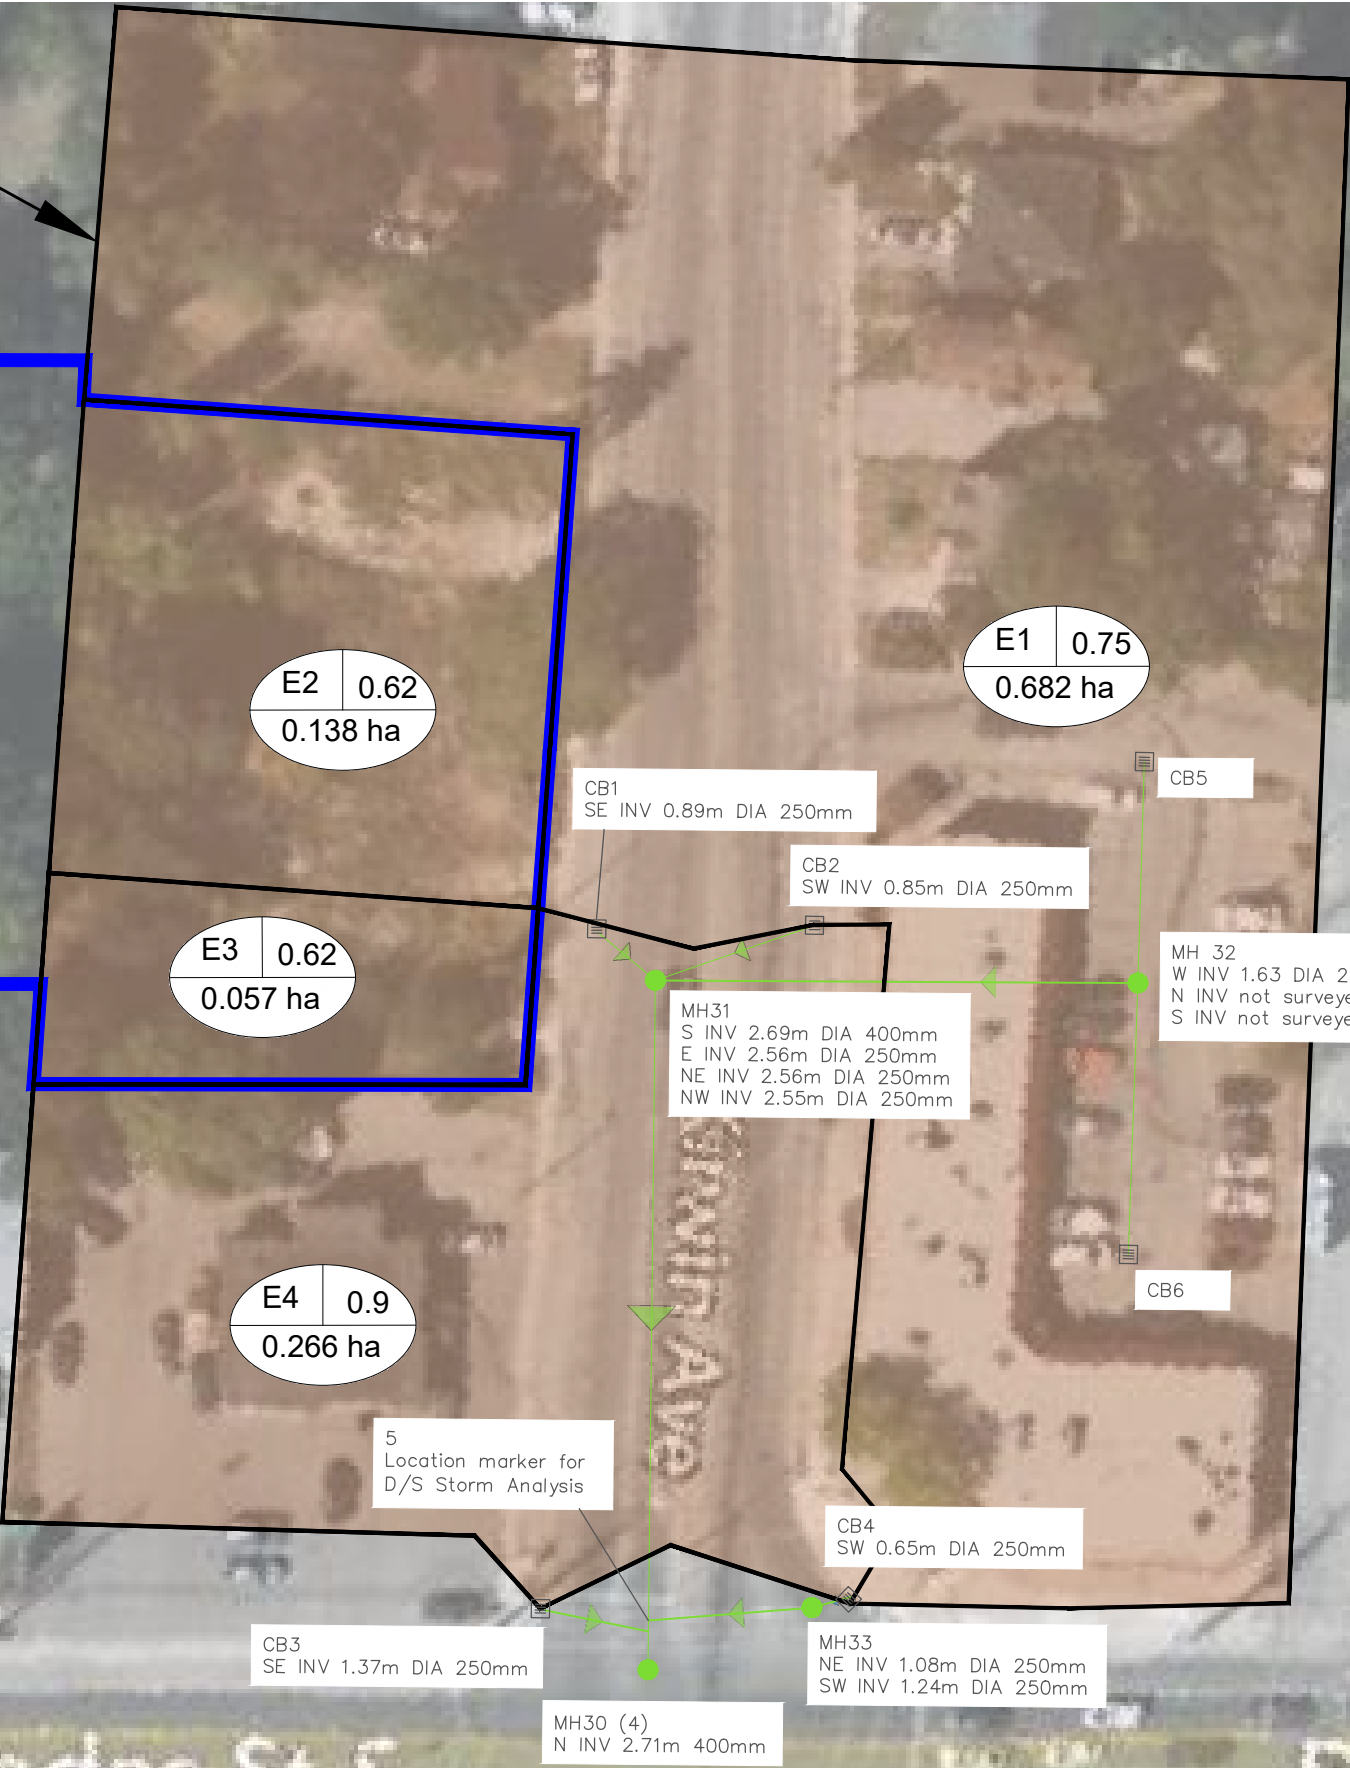 E1 0.75
0.682 ha
E2 0.62
0.138 ha
CB5
CB1
SE INV 0.89m DIA 250mm
CB2
SW INV 0.85m DIA 250mm
E3 0.62
0.057 ha
MH 32
W INV 1.63 DIA 2
N INV not surveye
S INV not surveye
MH31
S INV 2.69m DIA 400mm
E INV 2.56m DIA 250mm
NE INV 2.56m DIA 250mm
NW INV 2.55m DIA 250mm
erwin Ave
E4 0.9
0.266 ha
CB6
5
Location marker for
D/S Storm Analysis
CB4
SW 0.65m DIA 250mm
CB3
SE INV 1.37m DIA 250mm
MH33
NE INV 1.08m DIA 250mm
SW INV 1.24m DIA 250mm
MH30 (4)
N INV 2.71m 400mm